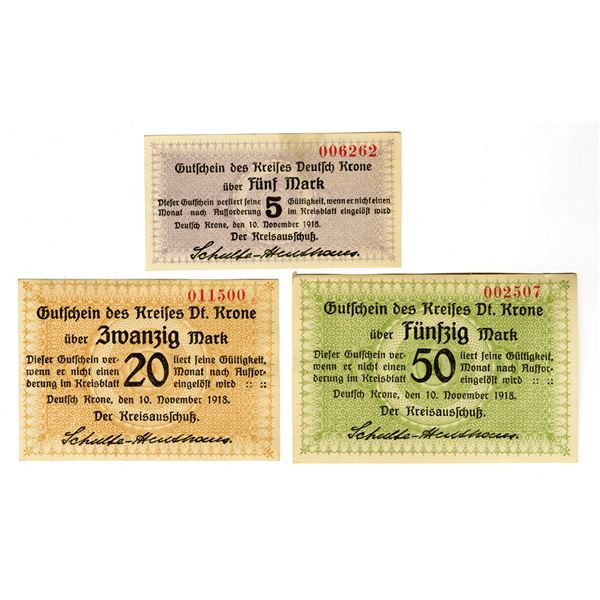 006262
Gutschein des Kreises Deutsch Krone
über Fünf Mark
Dieser Gutschein verliert seine 5 Gültigkeit, wenn er nicht einen
Monat nach Aufforderung 5 im Kreisblatt eingelöst wird
Deutsch Krone, den 10. November 1918.
Der Kreisausschuß.
011500
Gutschein des Kreises Dt. Krone
über Zwanzig Mark
Dieser Gutschein ver- 20 liert seine Gültigkeit,
wenn er nicht einen Monat nach Auffor-
derung im Kreisblatt eingelöst wird :: ::
Deutsch Krone, den 10. November 1918.
Der Kreisausschuß.
002507
Gutschein des Kreises Dt. Krone
über Fünfzig Mark
Dieser Gutschein ver- 50 liert seine Gültigkeit,
wenn er nicht einen Monat nach Auffor-
derung im Kreisblatt eingelöst wird :: ::
Deutsch Krone, den 10. November 1918.
Der Kreisausschuß.